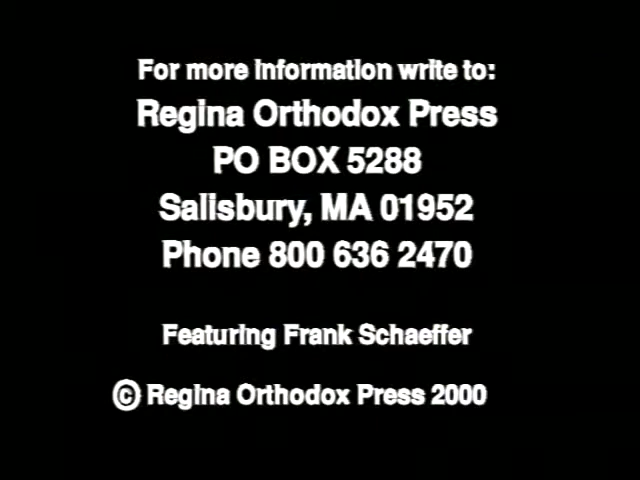 For more information write to:
Regina Orthodox Press
PO BOX 5288
Salisbury, MA 01952
Phone 800 636 2470
Featuring Frank Schaeffer
© Regina Orthodox Press 2000